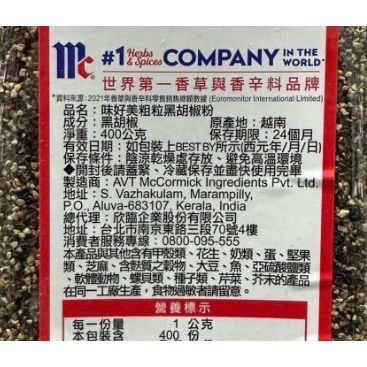 mc #1 Herbs & Spices COMPANY IN THE WORLD*
世界第一香草與香辛料品牌
*資料來源：2021年香草與香辛料零售銷售總額數據 (Euromonitor International Limited)
品名：味好美粗粒黑胡椒粉
成分：黑胡椒 原產地：越南
淨重：400公克 保存期限：24個月
有效日期：如包裝上BEST BY所示(西元年/月/日)
保存條件：陰涼乾燥處存放、避免高溫環境
◆開封後請蓋緊、冷藏保存並盡快使用完畢
製造商：AVT McCormick Ingredients Pvt. Ltd.
地址：S. Vazhakulam, Marampilly,
P.O., Aluva-683107, Kerala, India
總代理：欣臨企業股份有限公司
台北市南京東路三段70號4樓
消費者服務專線：0800-095-555
本產品與其他含有甲殼類、花生、奶類、蛋、堅果
類、芝麻、含麩質之穀物、大豆、魚、亞硫酸鹽類
、軟體動物、螺貝類、種子類、芹菜、芥末的產品
在同一工廠生產，食物過敏者請留意。
營養標示
每一份量 1 公克
本包裝含 400 份